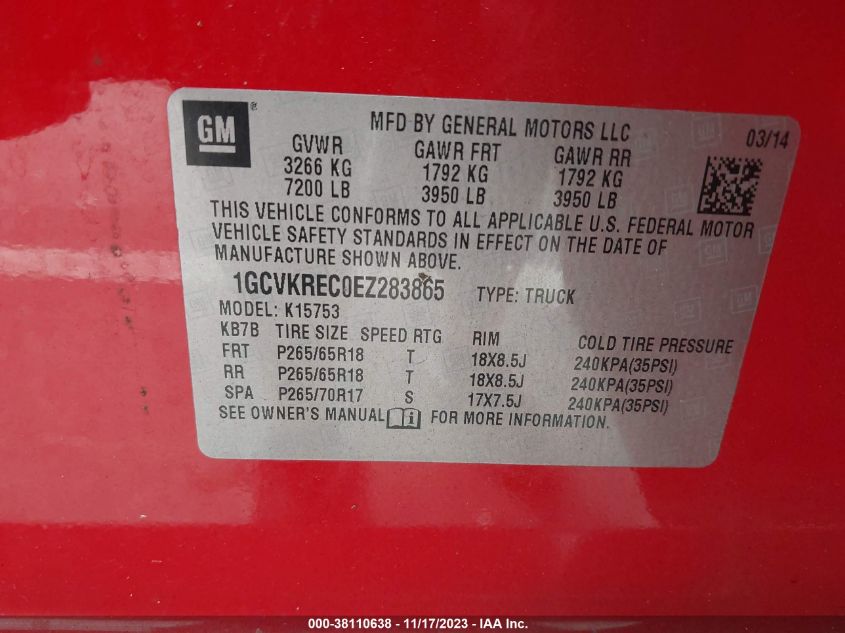 GM ®
MFD BY GENERAL MOTORS LLC 03/14
GVWR GAWR FRT GAWR RR
3266 KG 1792 KG 1792 KG
7200 LB 3950 LB 3950 LB
THIS VEHICLE CONFORMS TO ALL APPLICABLE U.S. FEDERAL MOTOR
VEHICLE SAFETY STANDARDS IN EFFECT ON THE DATE OF
MANUFACTURE SHOWN ABOVE.
1GCVKREC0EZ283865 TYPE: TRUCK
MODEL: K15753
KB7B TIRE SIZE SPEED RTG RIM COLD TIRE PRESSURE
FRT P265/65R18 T 18X8.5J 240KPA(35PSI)
RR P265/65R18 T 18X8.5J 240KPA(35PSI)
SPA P265/70R17 S 17X7.5J 240KPA(35PSI)
SEE OWNER'S MANUAL i FOR MORE INFORMATION.
000-38110638 - 11/17/2023 - IAA Inc.